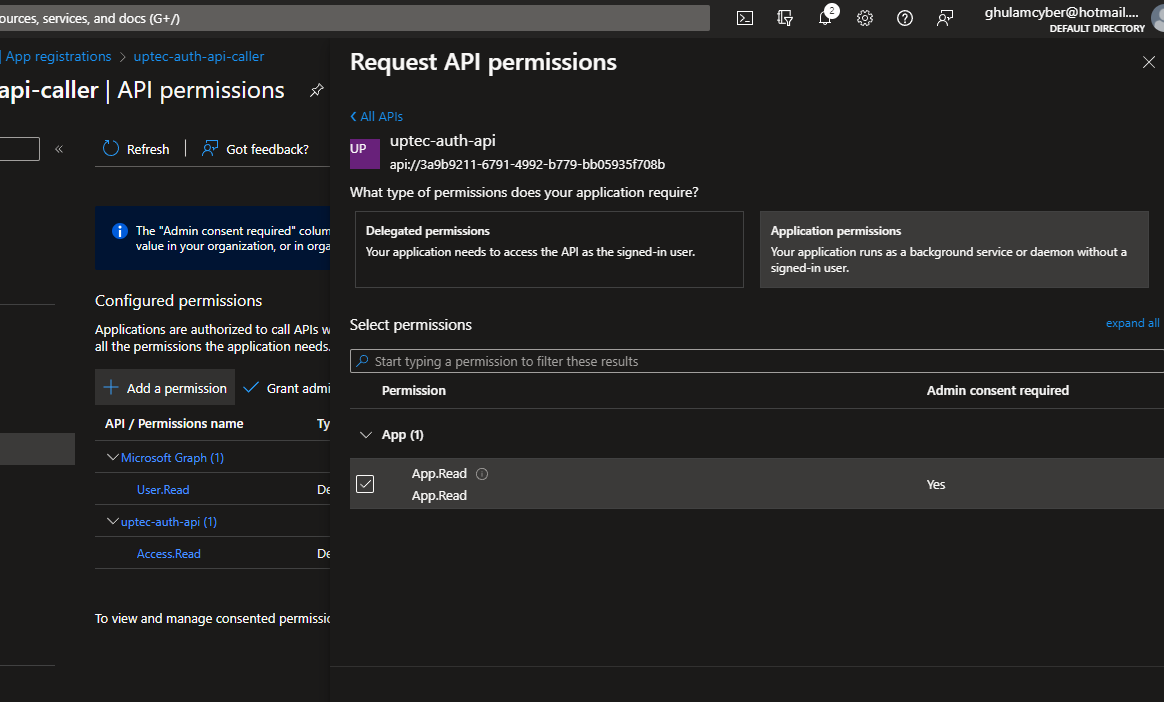 ources, services, and docs (G+/)
2
ghulamcyber@hotmail....
DEFAULT DIRECTORY
App registrations > uptec-auth-api-caller
api-caller | API permissions
«
Refresh
Got feedback?
The "Admin consent required" colum
value in your organization, or in orga
Configured permissions
Applications are authorized to call APIs w
all the permissions the application needs.
Add a permission
Grant admi
API / Permissions name
Ty
Microsoft Graph (1)
User.Read
De
uptec-auth-api (1)
Access.Read
De
To view and manage consented permissio
Request API permissions
All APIs
UP
uptec-auth-api
api://3a9b9211-6791-4992-b779-bb05935f708b
What type of permissions does your application require?
Delegated permissions
Your application needs to access the API as the signed-in user.
Application permissions
Your application runs as a background service or daemon without a
signed-in user.
Select permissions
expand all
Start typing a permission to filter these results
Permission
Admin consent required
App (1)
App.Read
App.Read
Yes